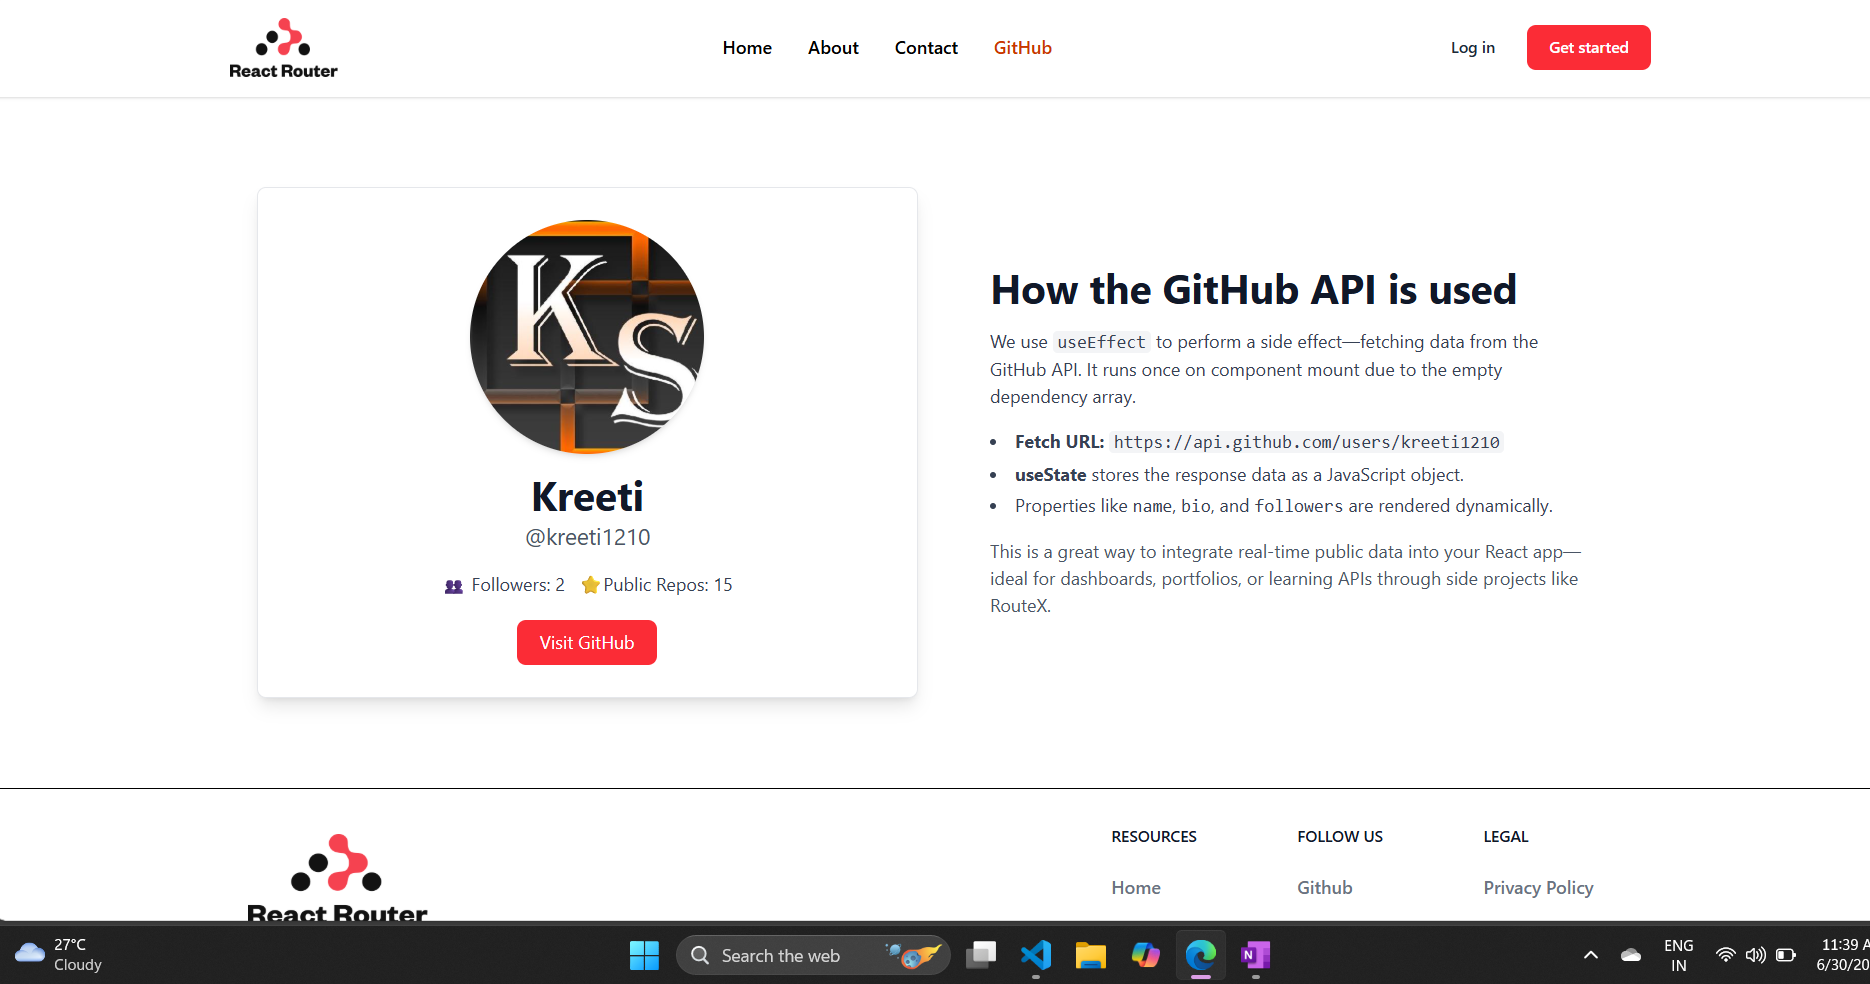 React Router
Home About Contact GitHub
Log in Get started
KS
Kreeti
@kreeti1210
Followers: 2 Public Repos: 15
Visit GitHub
How the GitHub API is used
We use useEffect to perform a side effect—fetching data from the
GitHub API. It runs once on component mount due to the empty
dependency array.
• Fetch URL: https://api.github.com/users/kreeti1210
• useState stores the response data as a JavaScript object.
• Properties like name, bio, and followers are rendered dynamically.
This is a great way to integrate real-time public data into your React app—
ideal for dashboards, portfolios, or learning APIs through side projects like
RouteX.
React Router
RESOURCES FOLLOW US LEGAL
Home Github Privacy Policy
27°C
Cloudy
Search the web
N
ENG
IN
11:39 A
6/30/20